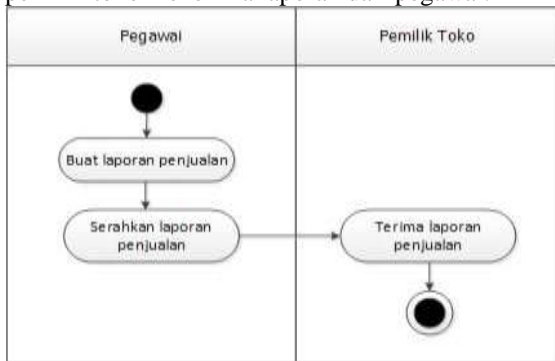 Pegawai
Pemilik Toko
Buat laporan penjualan
Serahkan laporan
penjualan
Terima laporan
penjualan